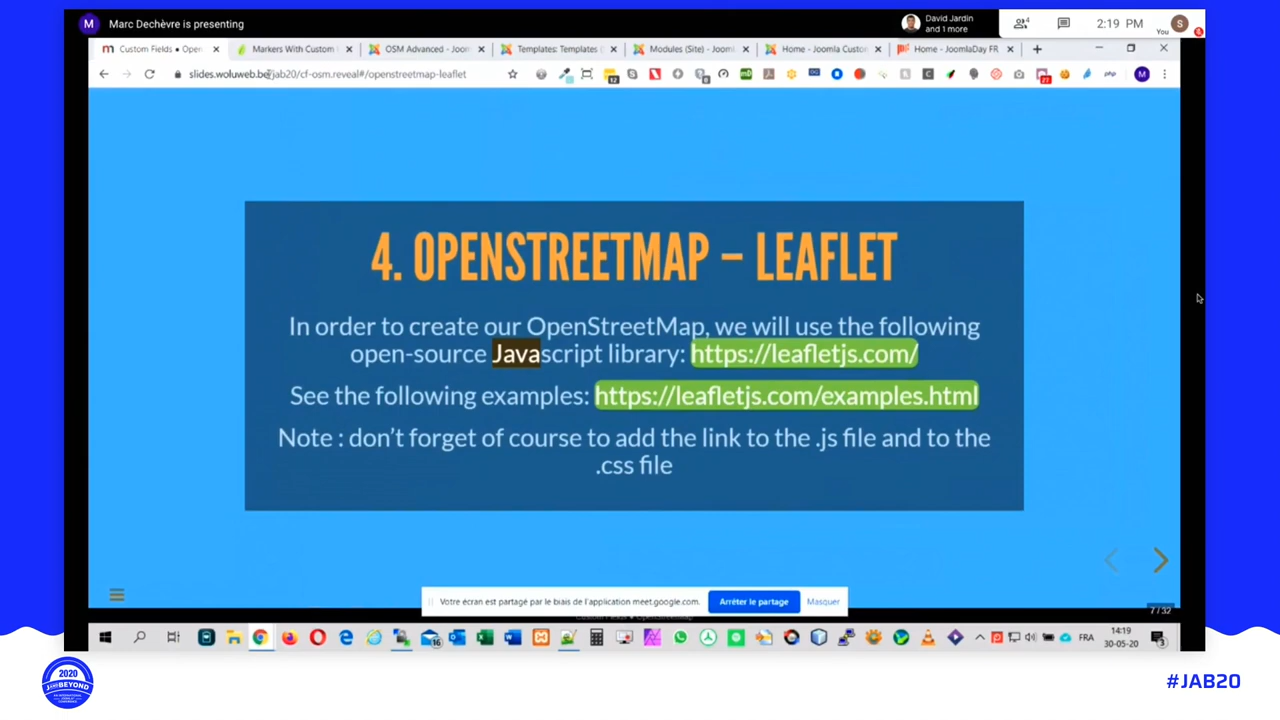 M Marc Dechèvre is presenting
David Jardin
and 1 more
4
2:19 PM
You
S
Custom Fields • Open
Markers With Custom I
OSM Advanced - Joom
Templates: Templates (
Modules (Site) - Joomla
Home - Joomla Custom
Home - JoomlaDay FR
slides.woluweb.be/jab20/cf-osm.reveal#/openstreetmap-leaflet
4. OPENSTREETMAP – LEAFLET
In order to create our OpenStreetMap, we will use the following
open-source Javascript library: https://leafletjs.com/
See the following examples: https://leafletjs.com/examples.html
Note : don't forget of course to add the link to the .js file and to the
.css file
Votre écran est partagé par le biais de l'application meet.google.com.
Arrêter le partage
Masquer
7 / 32
Custom Fields • OpenStreetMap
FRA
14:19
30-05-20
2020
BEYOND
#JAB20